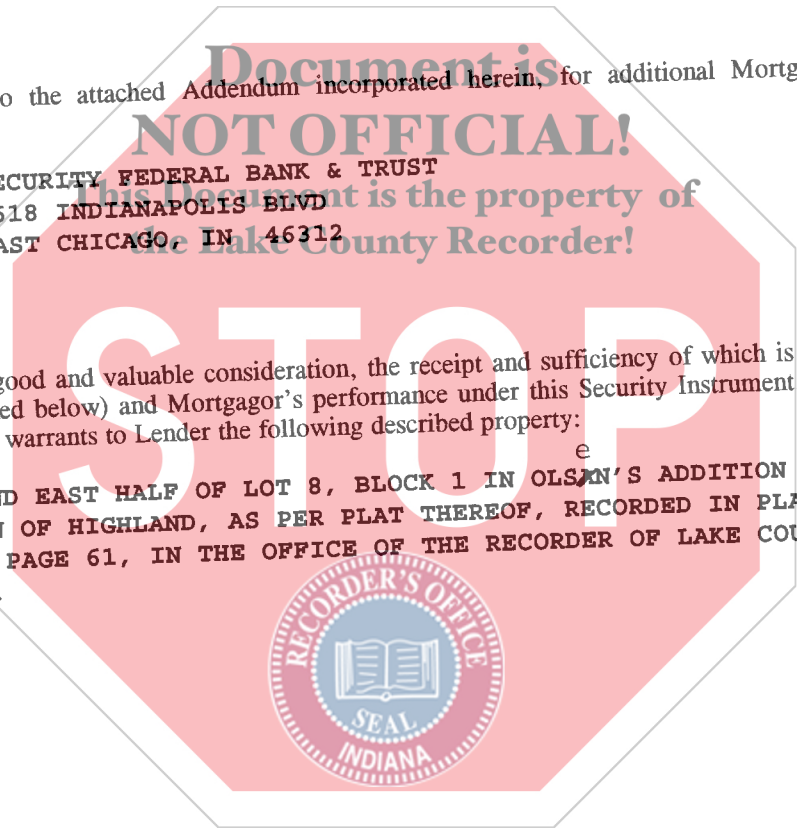 Document is
o the attached Addendum incorporated herein, for additional Mortg
NOT OFFICIAL!
ECURITY FEDERAL BANK & TRUST
This Document is the property of
518 INDIANAPOLIS BLVD
AST CHICAGO, IN 46312
the Lake County Recorder!
STOP
good and valuable consideration, the receipt and sufficiency of which is
ed below) and Mortgagor's performance under this Security Instrument
warrants to Lender the following described property:
e
ND EAST HALF OF LOT 8, BLOCK 1 IN OLSAN'S ADDITION
N OF HIGHLAND, AS PER PLAT THEREOF, RECORDED IN PLA
PAGE 61, IN THE OFFICE OF THE RECORDER OF LAKE COU
RECORDER'S OFFICE
SEAL
INDIANA